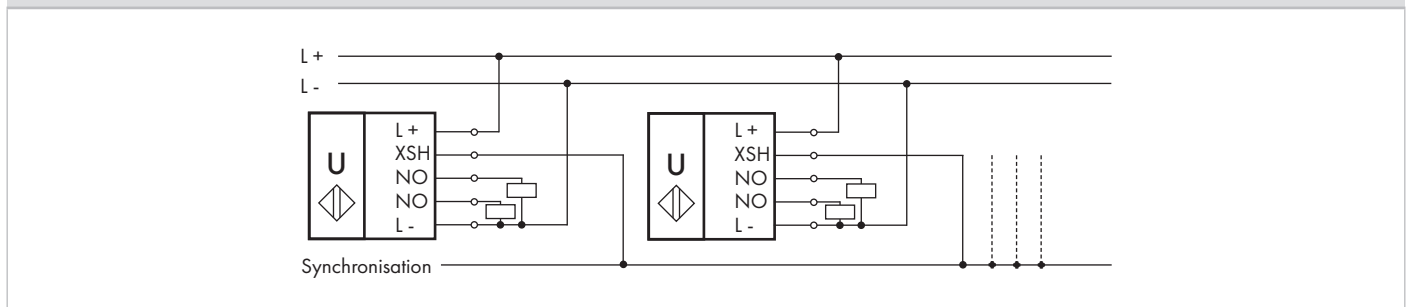 L +
L -
U
L +
XSH
NO
NO
L -
U
L +
XSH
NO
NO
L -
Synchronisation